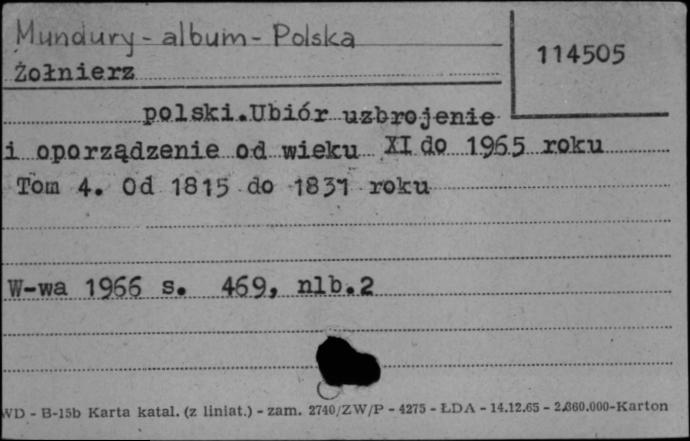 Mundury - album - Polska
114505
Żołnierz
polski.Ubiór uzbrojenie
i oporządzenie od wieku XI do 1965 roku
Tom 4. Od 1815 do 1831 roku
W-wa 1966 s. 469, nlb.2
WD - B-15b Karta katal. (z liniat.) - zam. 2740/ZW/P - 4275 - ŁDA - 14.12.65 - 2.860.000-Karton